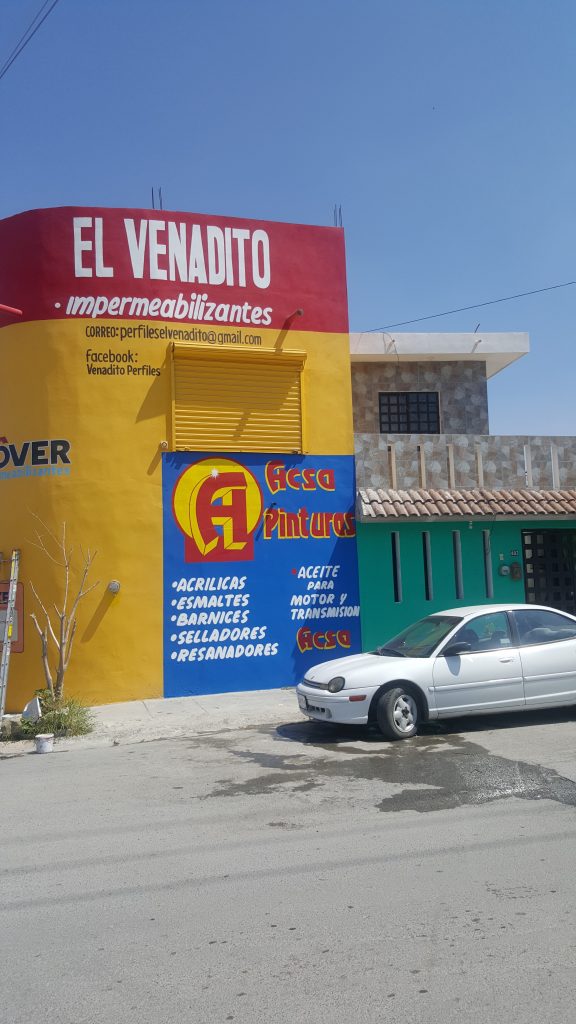 EL VENADITO
• impermeabilizantes
CORREO: perfileselvenadito@gmail.com
Facebook:
Venadito Perfiles
OVER
A
Acsa
Pinturas
• ACRILICAS
• ESMALTES
• BARNICES
• SELLADORES
• RESANADORES
• ACEITE
PARA
MOTOR Y
TRANSMISION
Acsa